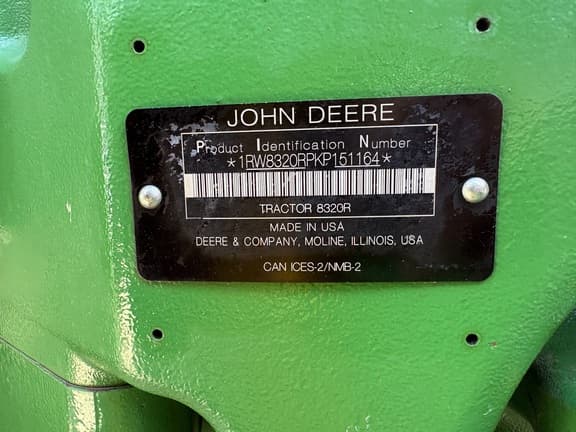 JOHN DEERE
Product Identification Number
*1RW8320RPKP151164*
TRACTOR 8320R
MADE IN USA
DEERE & COMPANY, MOLINE, ILLINOIS, USA
CAN ICES-2/NMB-2